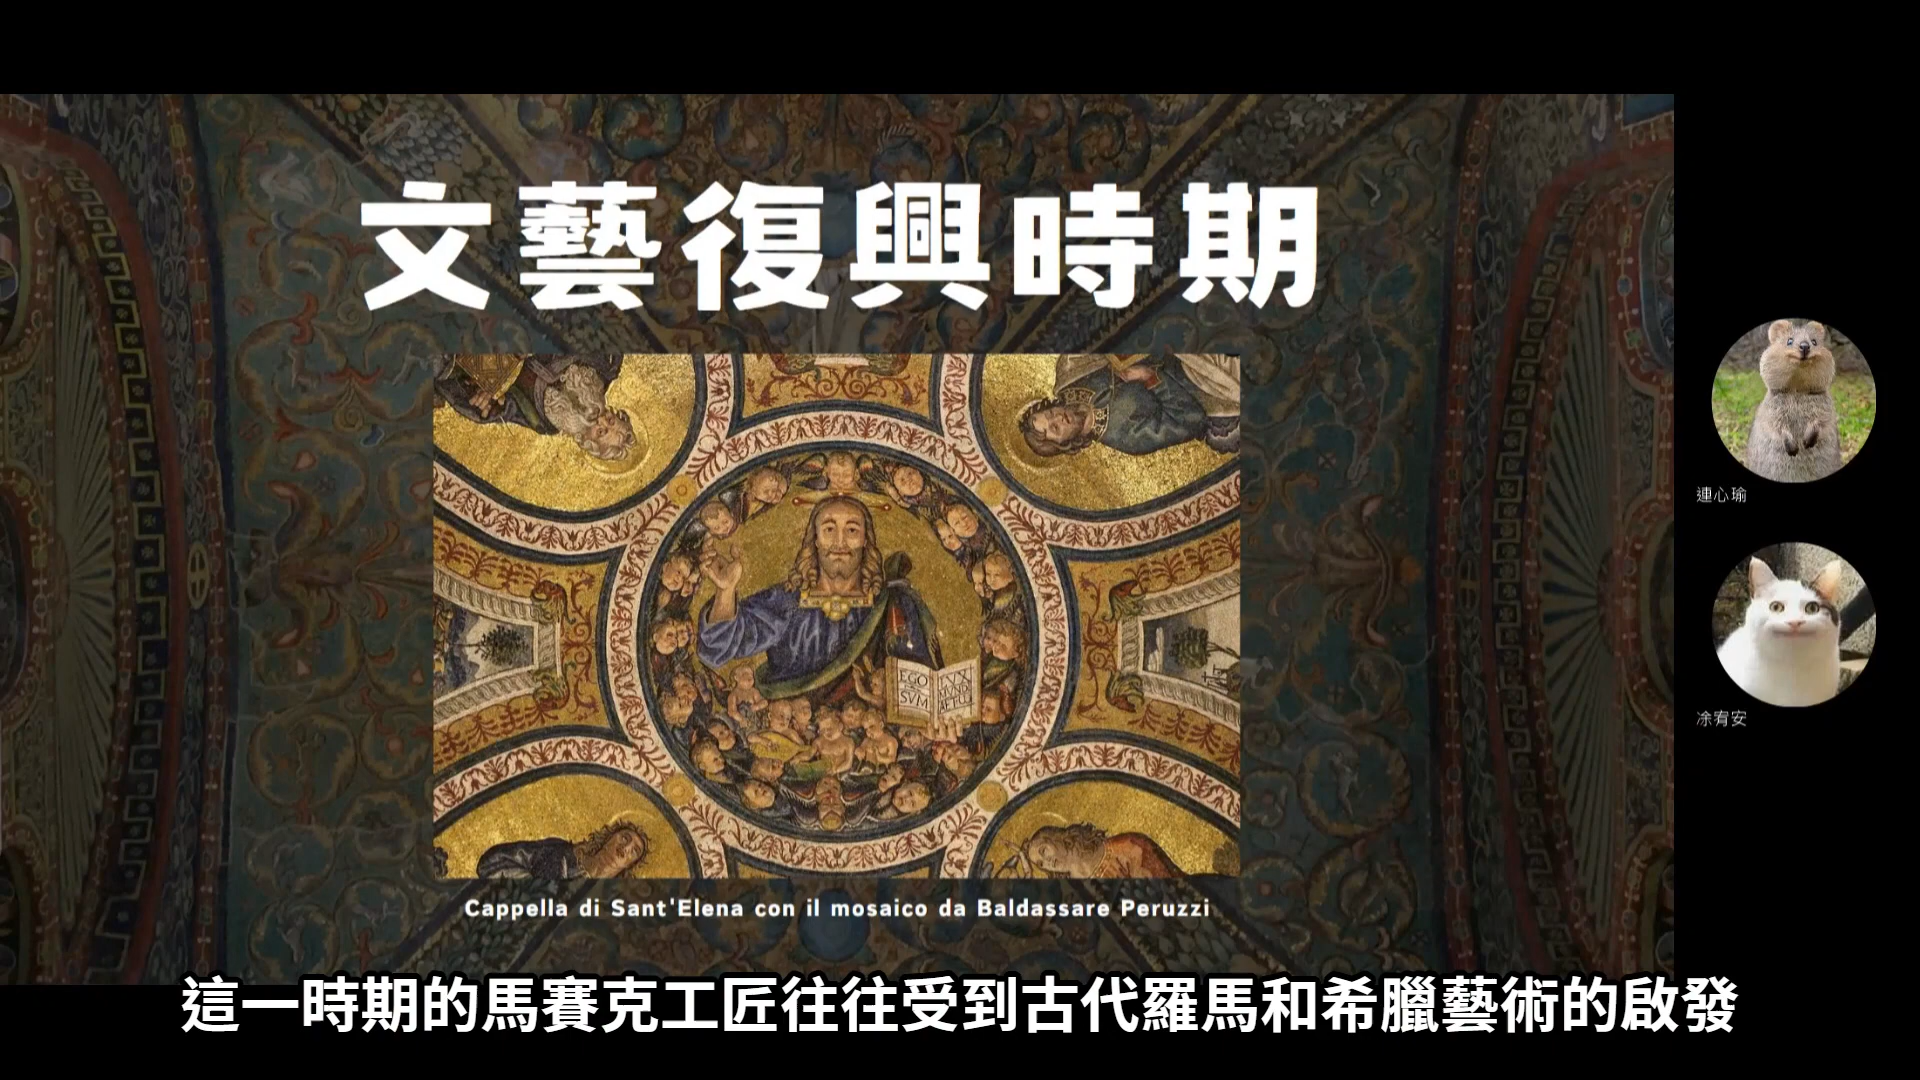 文藝復興時期
EGO
SVM
LVX
MVNDI
Cappella di Sant'Elena con il mosaico da Baldassare Peruzzi
連心瑜
凃宥安
這一時期的馬賽克工匠往往受到古代羅馬和希臘藝術的啟發